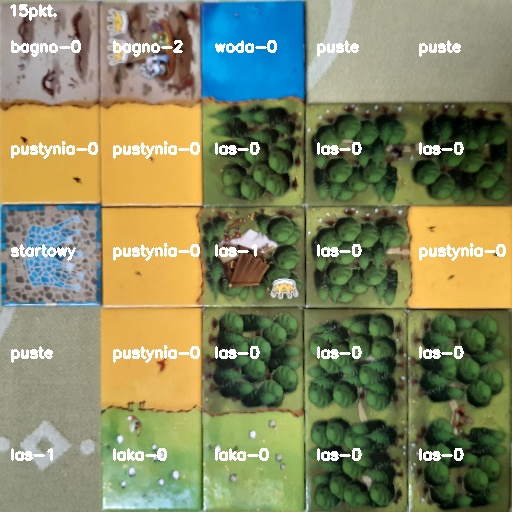 15pkt.
bagno-0 bagno-2 woda-0 puste puste
pustynia-0 pustynia-0 las-0 las-0 las-0
startowy pustynia-0 las-1 las-0 pustynia-0
puste pustynia-0 las-0 las-0 las-0
las-1 laka-0 laka-0 las-0 las-0